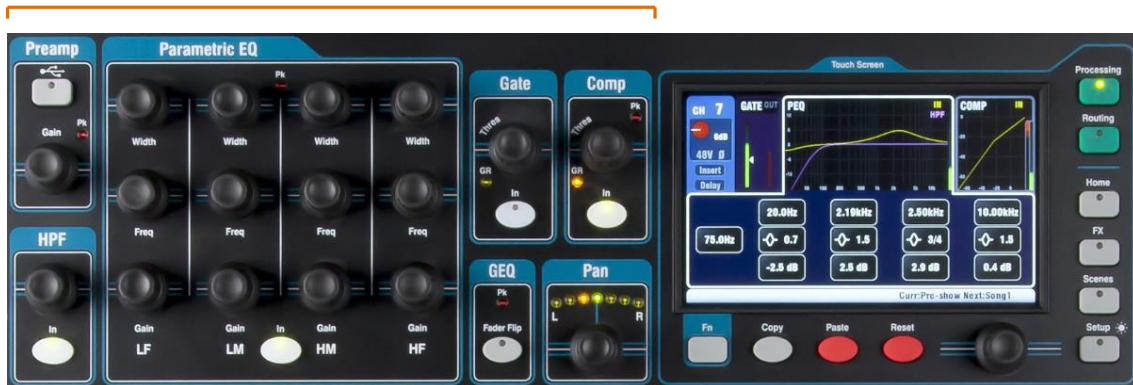 Preamp
Pk
Gain
HPF
In
Parametric EQ
Pk
Width Width Width Width
Freq Freq Freq Freq
Gain Gain In Gain Gain
LF LM HM HF
Gate
Thres
GR
In
Comp
Pk
Thres
GR
In
GEQ
Pk
Fader Flip
Pan
L R
Touch Screen
CH 7
0dB
48V Ø
Insert
Delay
GATE OUT
PEQ IN
HPF
COMP IN
20.0Hz 2.19kHz 2.50kHz 10.00kHz
75.0Hz 0.7 1.5 3/4 1.5
-2.5 dB 2.5 dB 2.9 dB 0.4 dB
Curr:Pre-show Next:Song1
Fn
Copy
Paste
Reset
Processing
Routing
Home
FX
Scenes
Setup